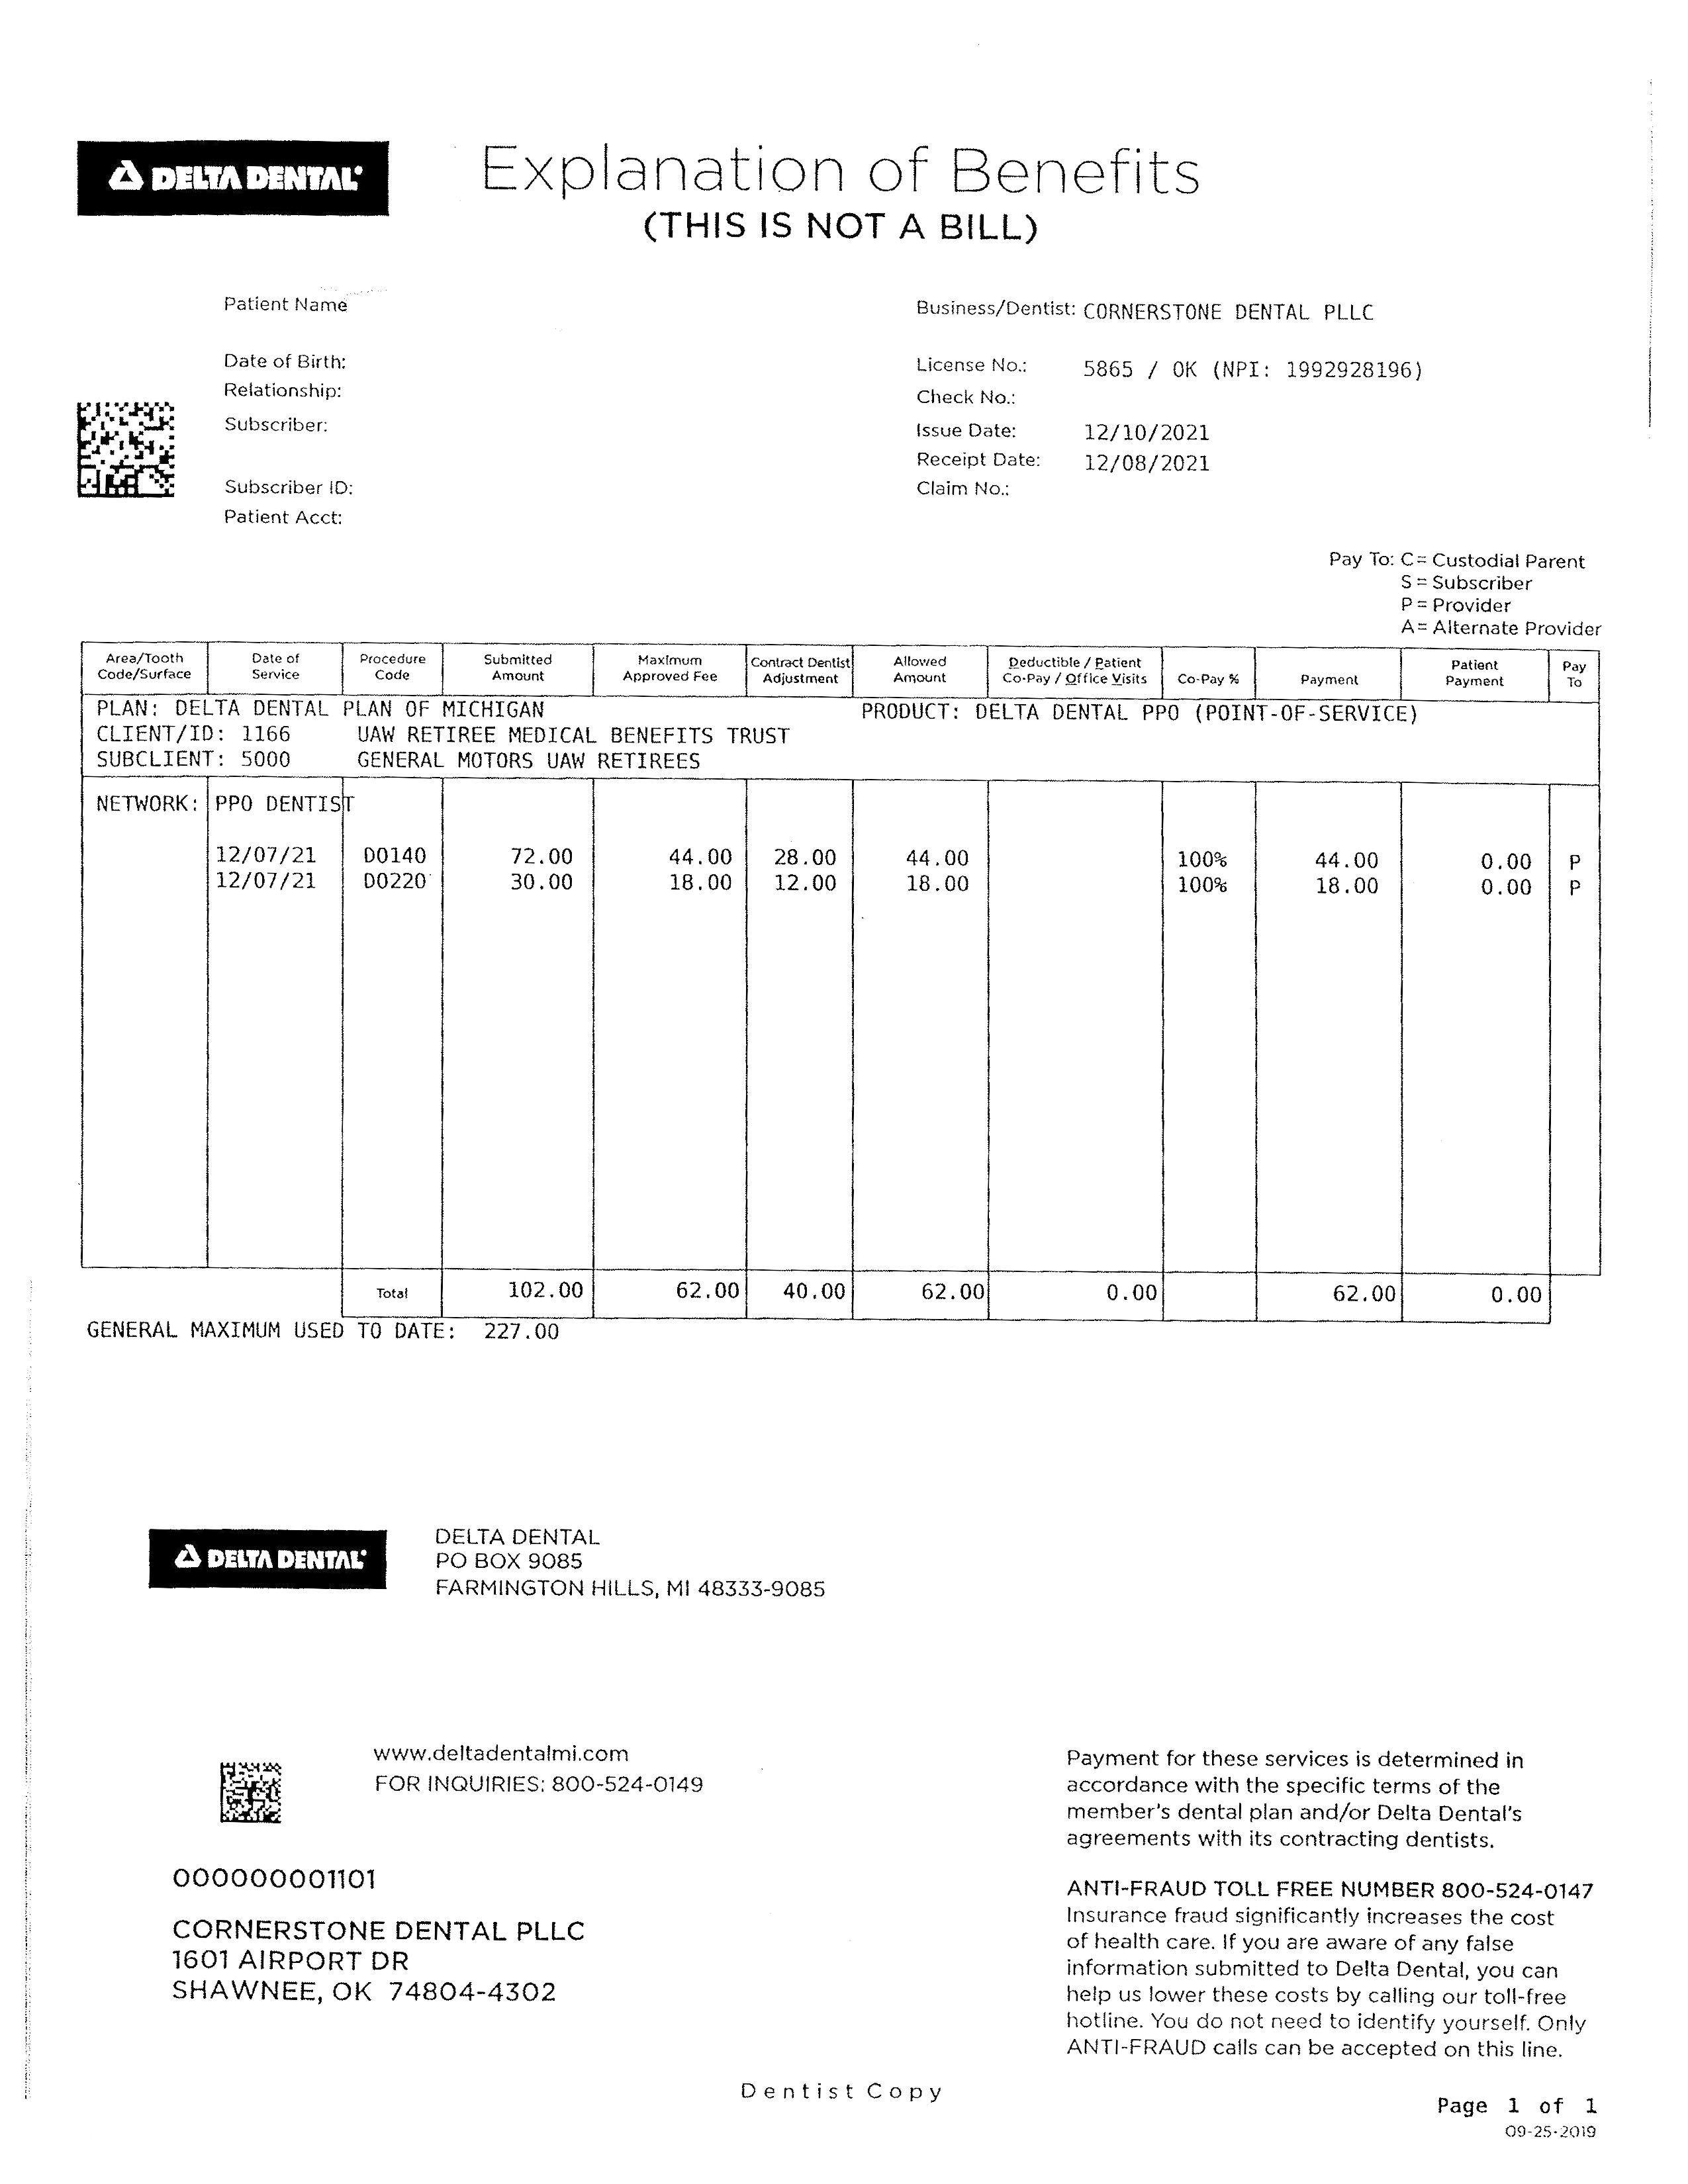 DELTA DENTAL
Explanation of Benefits
(THIS IS NOT A BILL)
Patient Name
Date of Birth:
Relationship:
Subscriber:
Subscriber ID:
Patient Acct:
Business/Dentist: CORNERSTONE DENTAL PLLC
License No.: 5865 / OK (NPI: 1992928196)
Check No.:
Issue Date: 12/10/2021
Receipt Date: 12/08/2021
Claim No.:
Pay To: C = Custodial Parent
S = Subscriber
P = Provider
A = Alternate Provider
Area/Tooth Code/Surface Date of Service Procedure Code Submitted Amount Maximum Approved Fee Contract Dentist Adjustment Allowed Amount Deductible / Patient Co-Pay / Office Visits Co-Pay % Payment Patient Payment Pay To
PLAN: DELTA DENTAL PLAN OF MICHIGAN PRODUCT: DELTA DENTAL PPO (POINT-OF-SERVICE)
CLIENT/ID: 1166 UAW RETIREE MEDICAL BENEFITS TRUST
SUBCLIENT: 5000 GENERAL MOTORS UAW RETIREES
NETWORK: PPO DENTIST
12/07/21 D0140 72.00 44.00 28.00 44.00 100% 44.00 0.00 P
12/07/21 D0220 30.00 18.00 12.00 18.00 100% 18.00 0.00 P
Total 102.00 62.00 40.00 62.00 0.00 62.00 0.00
GENERAL MAXIMUM USED TO DATE: 227.00
DELTA DENTAL
DELTA DENTAL
PO BOX 9085
FARMINGTON HILLS, MI 48333-9085
www.deltadentalmi.com
FOR INQUIRIES: 800-524-0149
000000001101
CORNERSTONE DENTAL PLLC
1601 AIRPORT DR
SHAWNEE, OK 74804-4302
Payment for these services is determined in
accordance with the specific terms of the
member's dental plan and/or Delta Dental's
agreements with its contracting dentists.
ANTI-FRAUD TOLL FREE NUMBER 800-524-0147
Insurance fraud significantly increases the cost
of health care. If you are aware of any false
information submitted to Delta Dental, you can
help us lower these costs by calling our toll-free
hotline. You do not need to identify yourself. Only
ANTI-FRAUD calls can be accepted on this line.
Dentist Copy
Page 1 of 1
09-25-2019